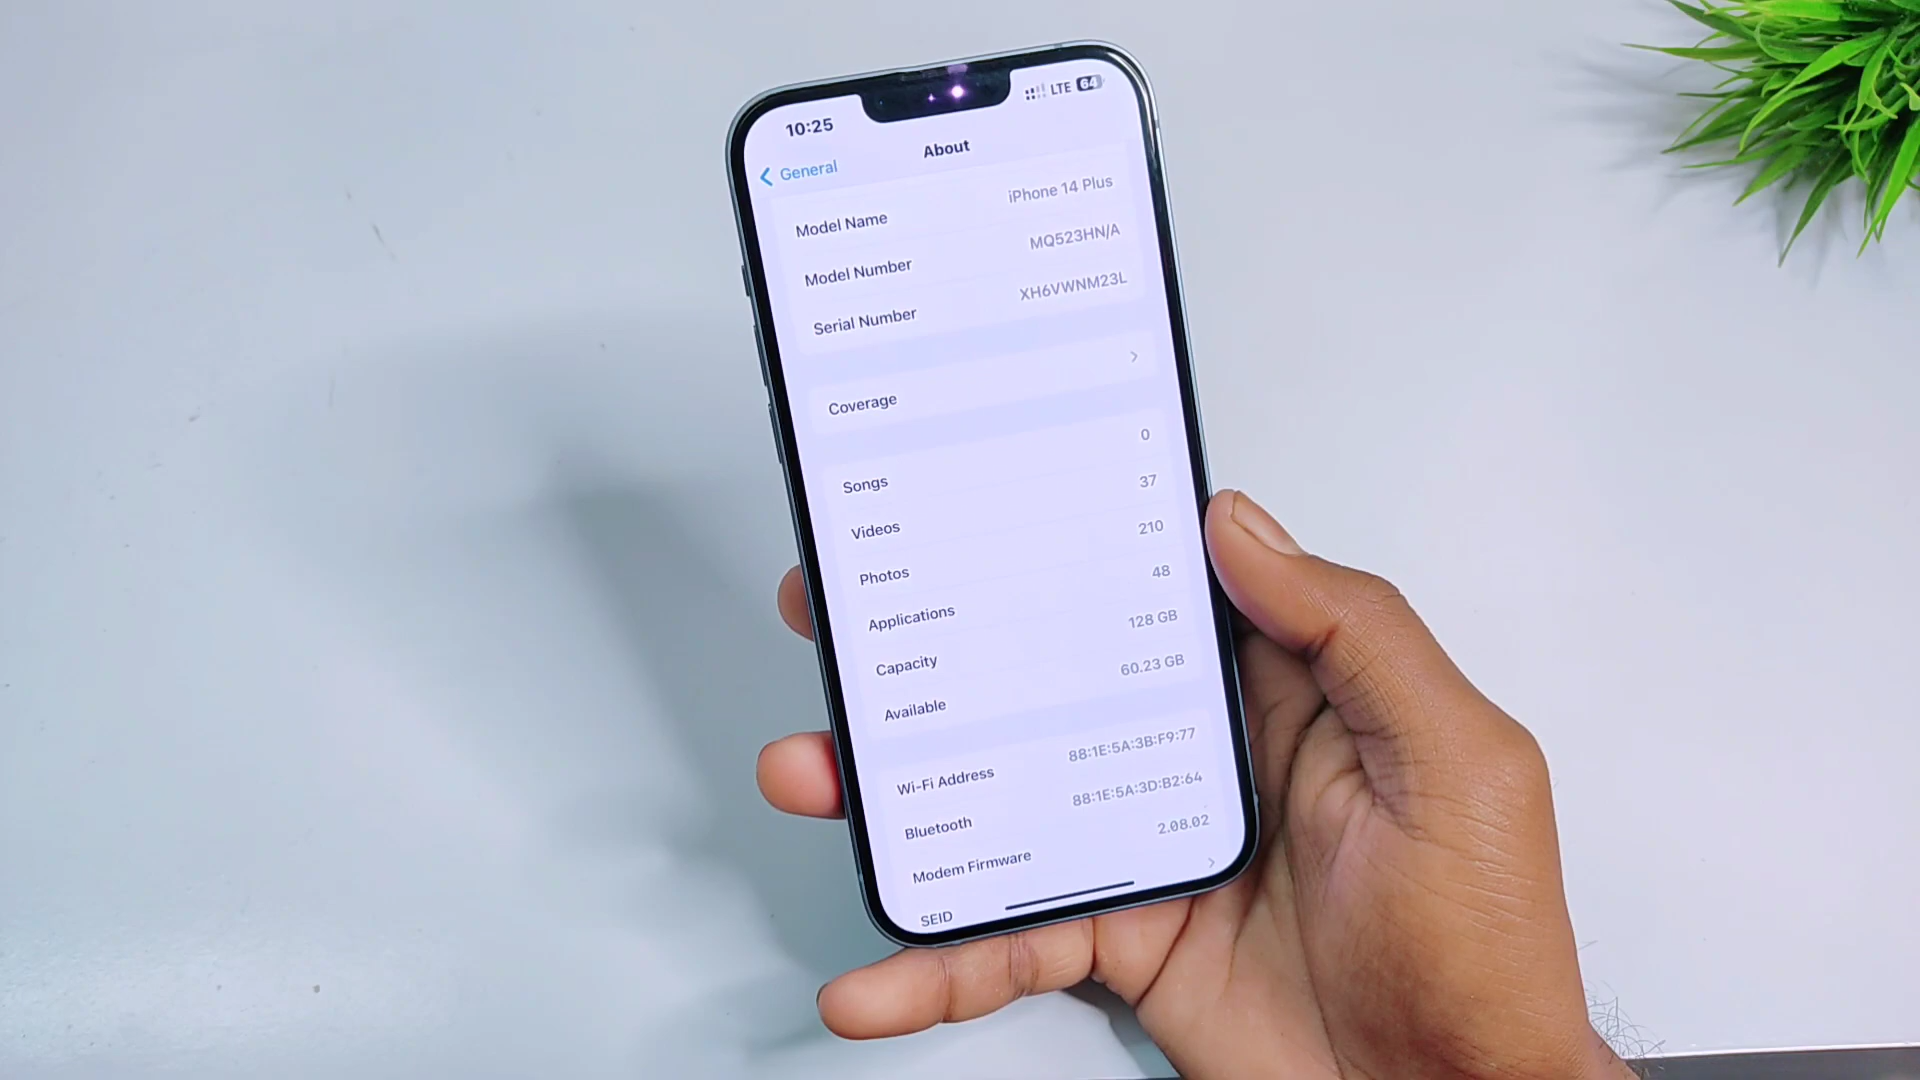 10:25
LTE 64
General
About
Model Name iPhone 14 Plus
Model Number MQ523HN/A
Serial Number XH6VWNM23L
Coverage
Songs 0
Videos 37
Photos 210
Applications 48
Capacity 128 GB
Available 60.23 GB
Wi-Fi Address 88:1E:5A:3B:F9:77
Bluetooth 88:1E:5A:3D:B2:64
Modem Firmware 2.08.02
SEID